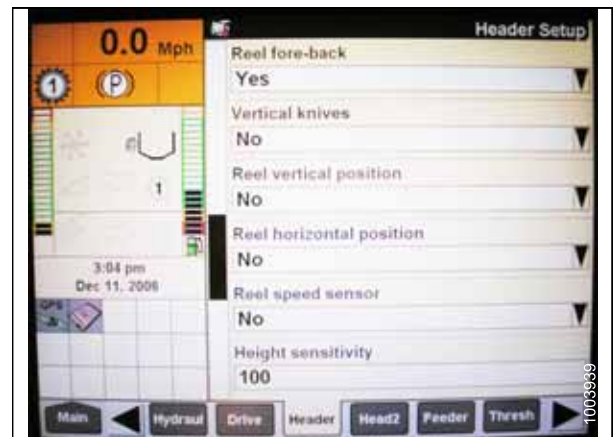 0.0 Mph
Header Setup
1
(P)
Reel fore-back
Yes
Vertical knives
No
1
Reel vertical position
No
Reel horizontal position
No
3:04 pm
Dec 11, 2006
Reel speed sensor
No
GPS
Height sensitivity
100
Main
Hydraul
Drive
Header
Head2
Feeder
Thresh
1003939